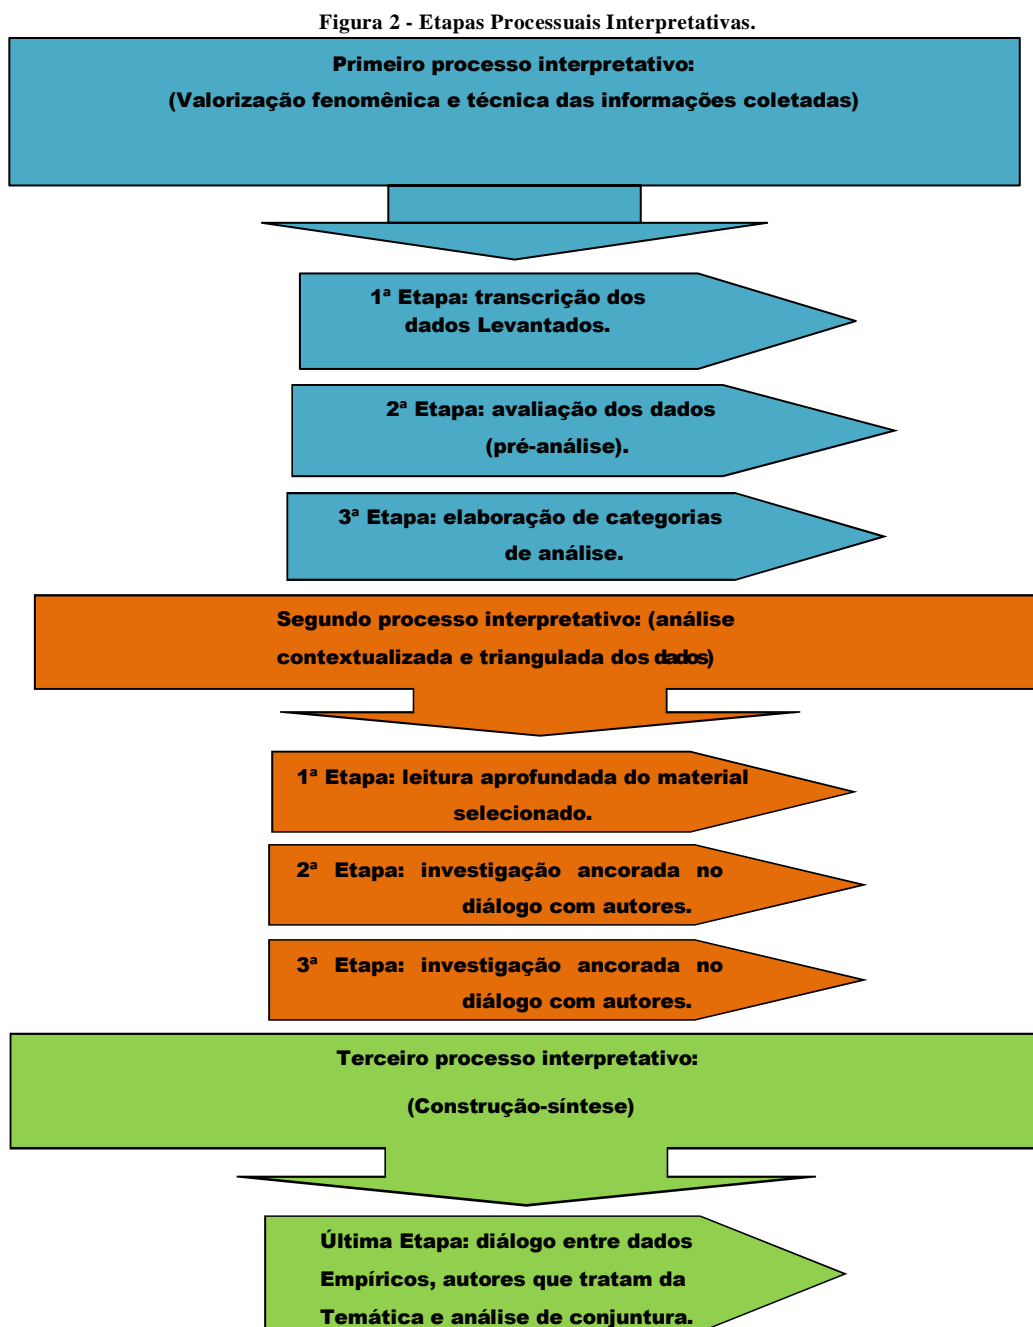 Figura 2 - Etapas Processuais Interpretativas.
Primeiro processo interpretativo:
(Valorização fenomênica e técnica das informações coletadas)
1ª Etapa: transcrição dos
dados Levantados.
2ª Etapa: avaliação dos dados
(pré-análise).
3ª Etapa: elaboração de categorias
de análise.
Segundo processo interpretativo: (análise
contextualizada e triangulada dos dados)
1ª Etapa: leitura aprofundada do material
selecionado.
2ª Etapa: investigação ancorada no
diálogo com autores.
3ª Etapa: investigação ancorada no
diálogo com autores.
Terceiro processo interpretativo:
(Construção-síntese)
Última Etapa: diálogo entre dados
Empíricos, autores que tratam da
Temática e análise de conjuntura.